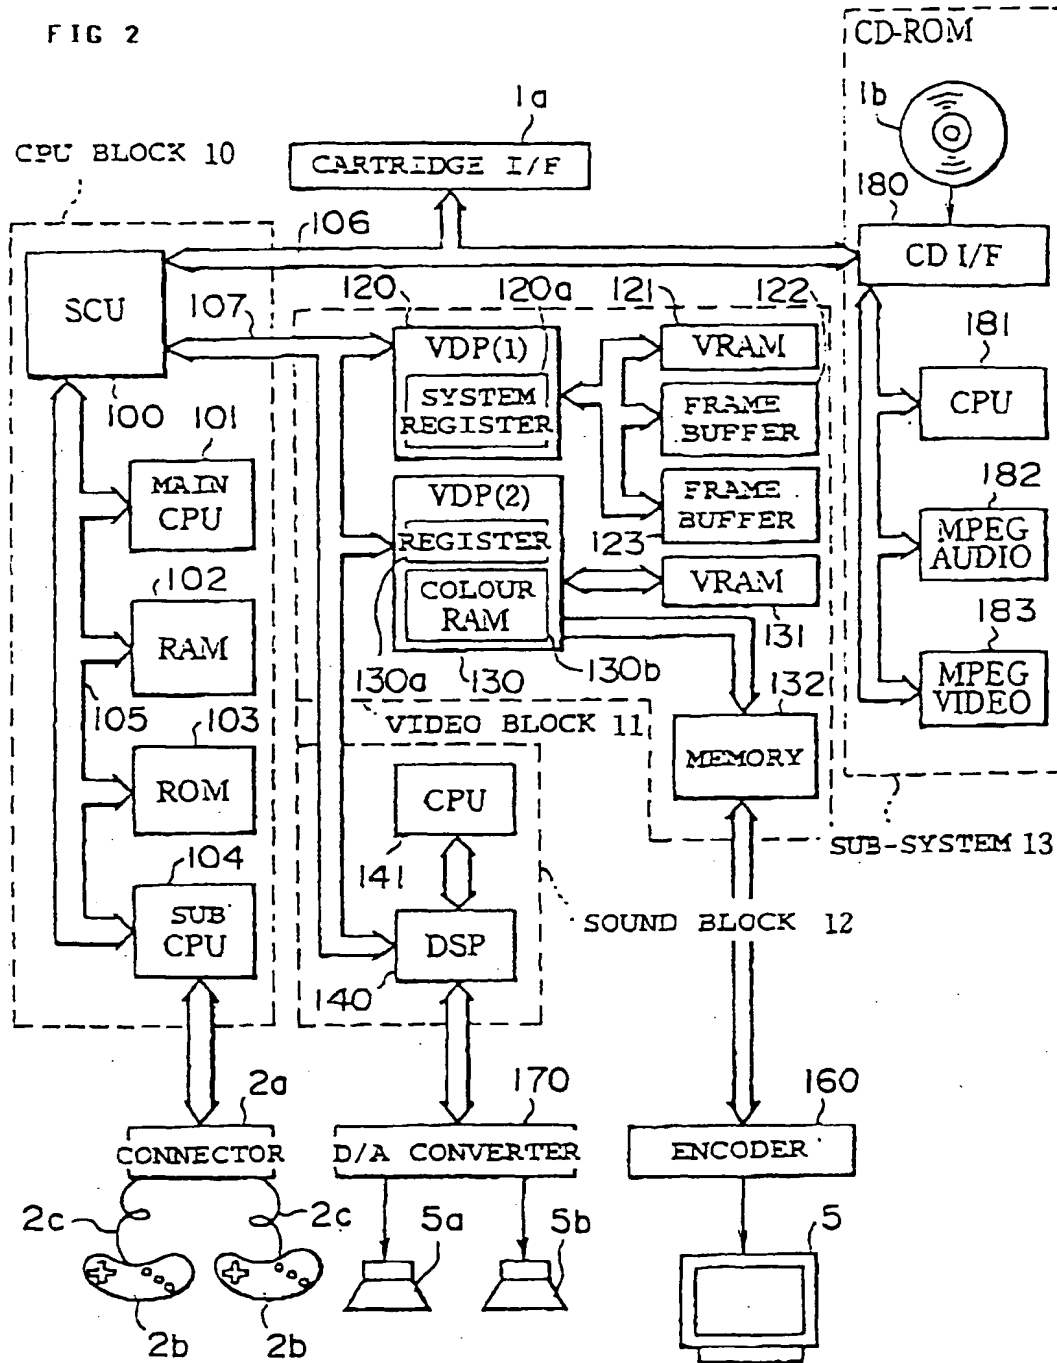 FIG 2
CD-ROM
1b
1a
CPU BLOCK 10
CARTRIDGE I/F
180
106
CD I/F
SCU
107
120
120a
121
122
181
VDP(1)
VRAM
SYSTEM
REGISTER
FRAME
BUFFER
CPU
100
101
MAIN
CPU
VDP(2)
FRAME
BUFFER
182
REGISTER
123
MPEG
AUDIO
102
COLOUR
RAM
VRAM
131
183
RAM
130a
130
130b
132
MPEG
VIDEO
105
103
VIDEO BLOCK 11
MEMORY
ROM
CPU
SUB-SYSTEM 13
104
141
SUB
CPU
SOUND BLOCK 12
DSP
140
2a
170
160
CONNECTOR
D/A CONVERTER
ENCODER
2c
2c
5a
5b
5
2b
2b